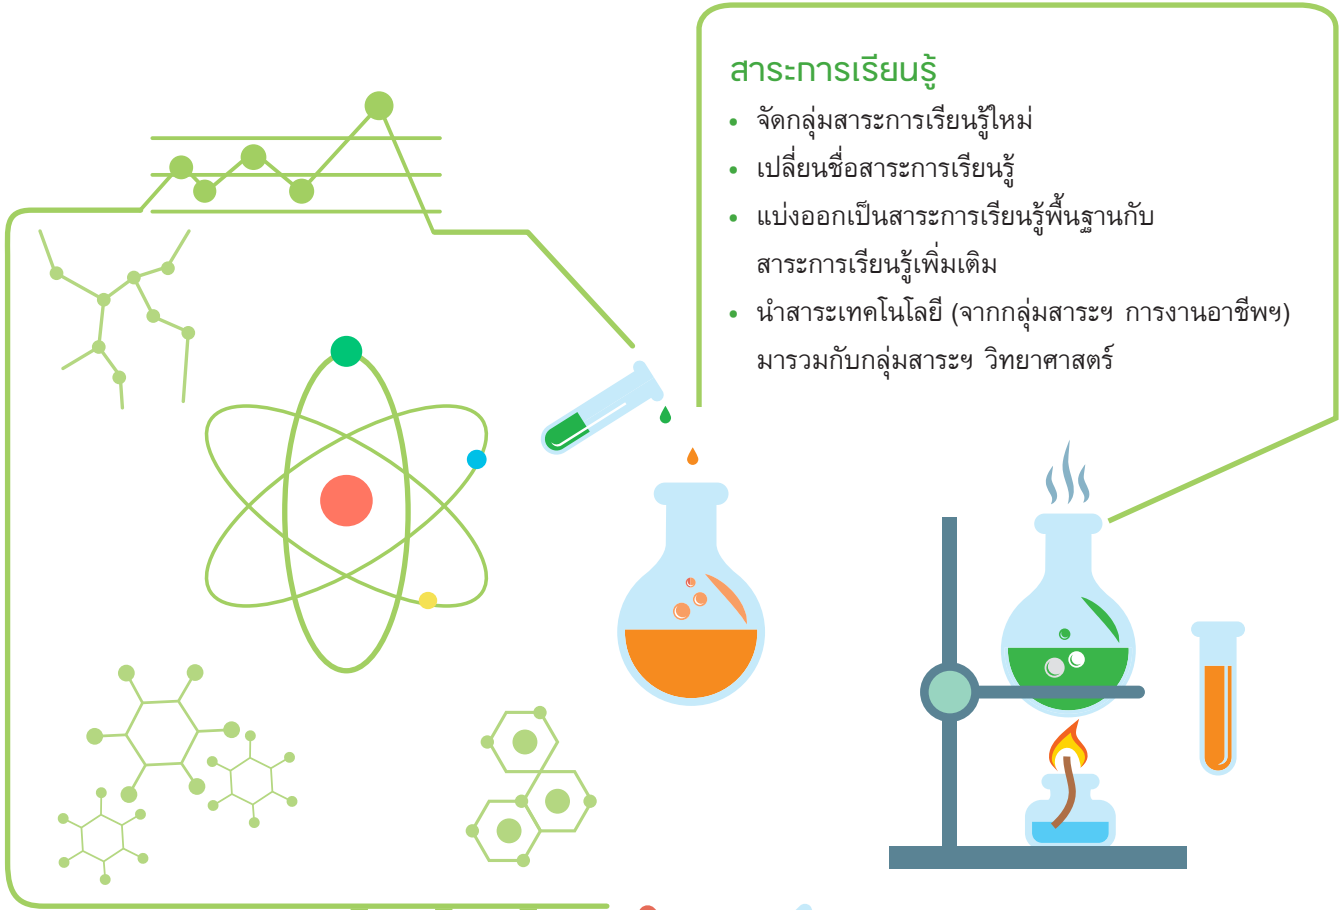 สาระการเรียนรู้
• จัดกลุ่มสาระการเรียนรู้ใหม่
• เปลี่ยนชื่อสาระการเรียนรู้
• แบ่งออกเป็นสาระการเรียนรู้พื้นฐานกับ
สาระการเรียนรู้เพิ่มเติม
• นำสาระเทคโนโลยี (จากกลุ่มสาระฯ การงานอาชีพฯ)
มารวมกับกลุ่มสาระฯ วิทยาศาสตร์